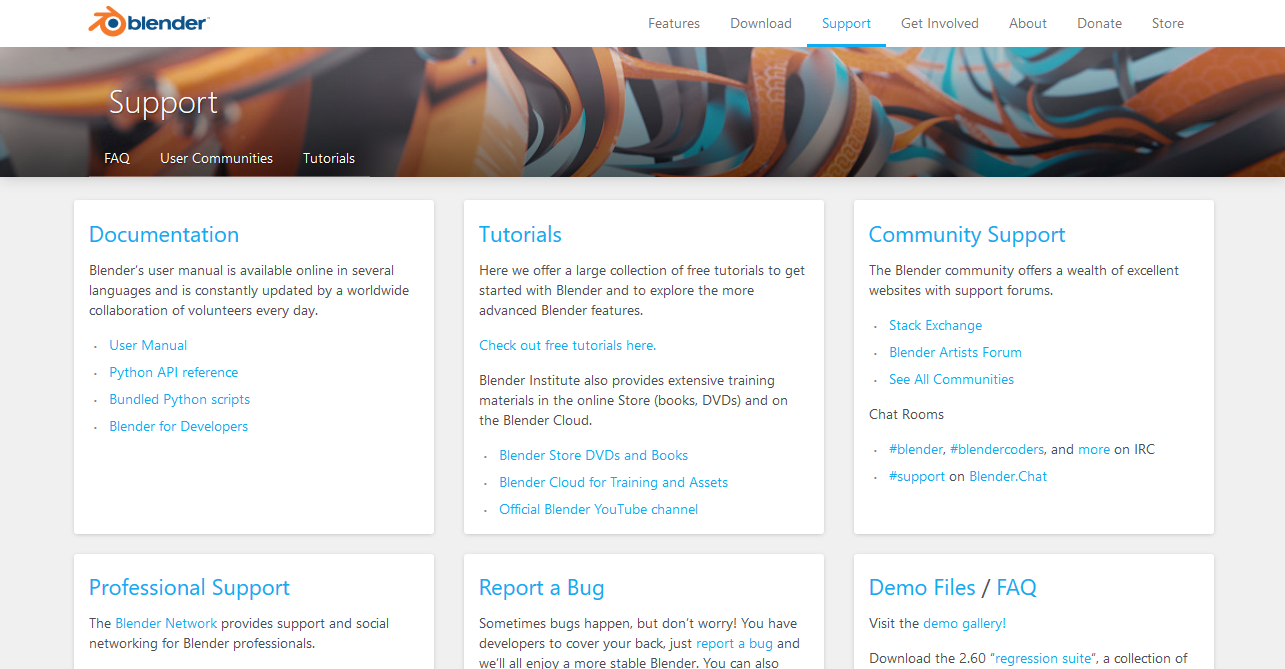 blender
Features
Download
Support
Get Involved
About
Donate
Store
Support
FAQ
User Communities
Tutorials
Documentation
Blender’s user manual is available online in several
languages and is constantly updated by a worldwide
collaboration of volunteers every day.
User Manual
Python API reference
Bundled Python scripts
Blender for Developers
Tutorials
Here we offer a large collection of free tutorials to get
started with Blender and to explore the more
advanced Blender features.
Check out free tutorials here.
Blender Institute also provides extensive training
materials in the online Store (books, DVDs) and on
the Blender Cloud.
Blender Store DVDs and Books
Blender Cloud for Training and Assets
Official Blender YouTube channel
Community Support
The Blender community offers a wealth of excellent
websites with support forums.
Stack Exchange
Blender Artists Forum
See All Communities
Chat Rooms
#blender, #blendercoders, and more on IRC
#support on Blender.Chat
Professional Support
The Blender Network provides support and social
networking for Blender professionals.
Report a Bug
Sometimes bugs happen, but don’t worry! You have
developers to cover your back, just report a bug and
we’ll all enjoy a more stable Blender. You can also
Demo Files / FAQ
Visit the demo gallery!
Download the 2.60 “regression suite“, a collection of